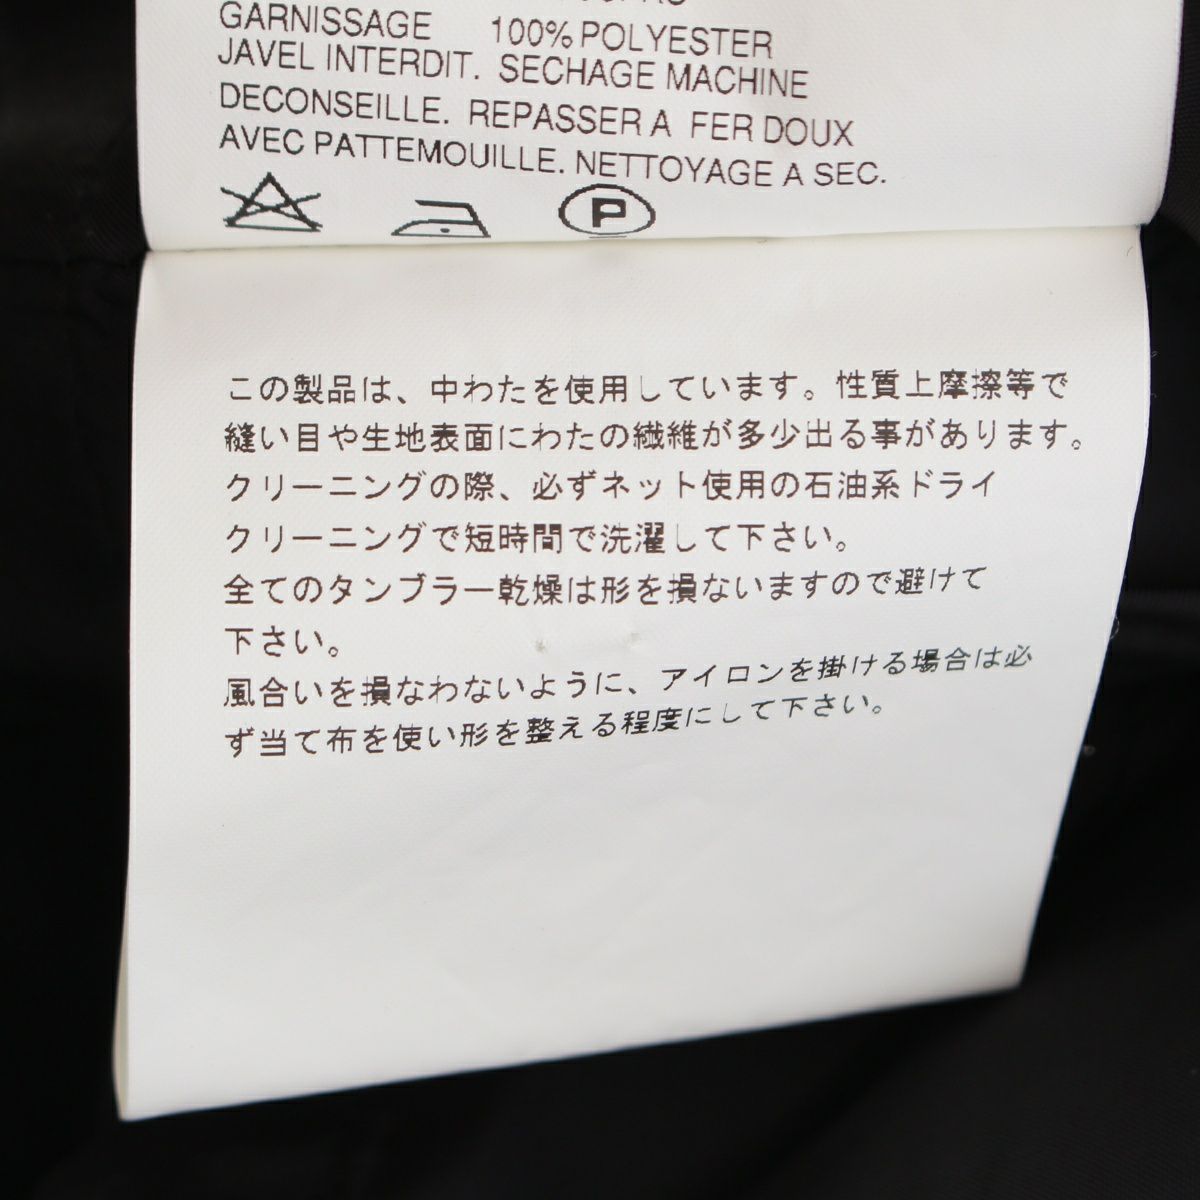 GARNISSAGE 100% POLYESTER
JAVEL INTERDIT. SECHAGE MACHINE
DECONSEILLE. REPASSER A FER DOUX
AVEC PATTEMOUILLE. NETTOYAGE A SEC.
P
この製品は、中わたを使用しています。性質上摩擦等で
縫い目や生地表面にわたの繊維が多少出る事があります。
クリーニングの際、必ずネット使用の石油系ドライ
クリーニングで短時間で洗濯して下さい。
全てのタンブラー乾燥は形を損ないますので避けて
下さい。
風合いを損なわないように、アイロンを掛ける場合は必
ず当て布を使い形を整える程度にして下さい。